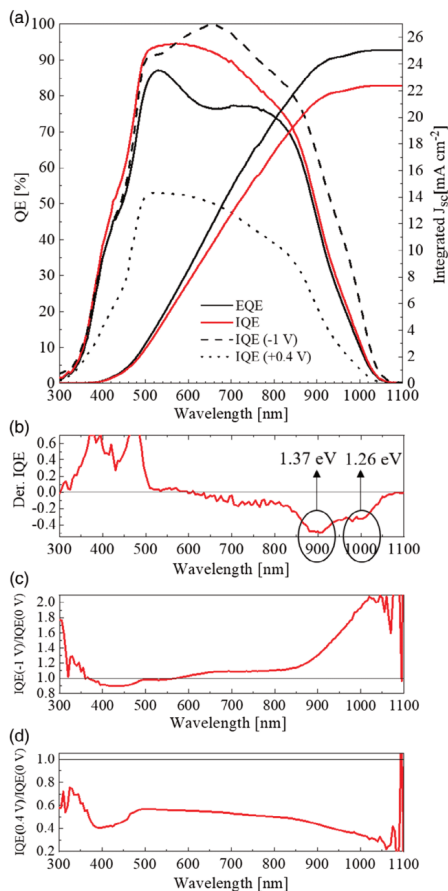 (a)
100
90
80
70
60
50
40
30
20
10
0
QE [%]
26
24
22
20
18
16
14
12
10
8
6
4
2
0
Integrated Jsc[mA cm-2]
EQE
IQE
IQE (-1 V)
IQE (+0.4 V)
300 400 500 600 700 800 900 1000 1100
Wavelength [nm]
(b)
0.6
0.4
0.2
0.0
-0.2
-0.4
Der. IQE
1.37 eV 1.26 eV
300 400 500 600 700 800 900 1000 1100
Wavelength [nm]
(c)
2.0
1.8
1.6
1.4
1.2
1.0
0.8
IQE(-1 V)/IQE(0 V)
300 400 500 600 700 800 900 1000 1100
Wavelength [nm]
(d)
1.0
0.8
0.6
0.4
0.2
IQE(0.4 V)/IQE(0 V)
300 400 500 600 700 800 900 1000 1100
Wavelength [nm]